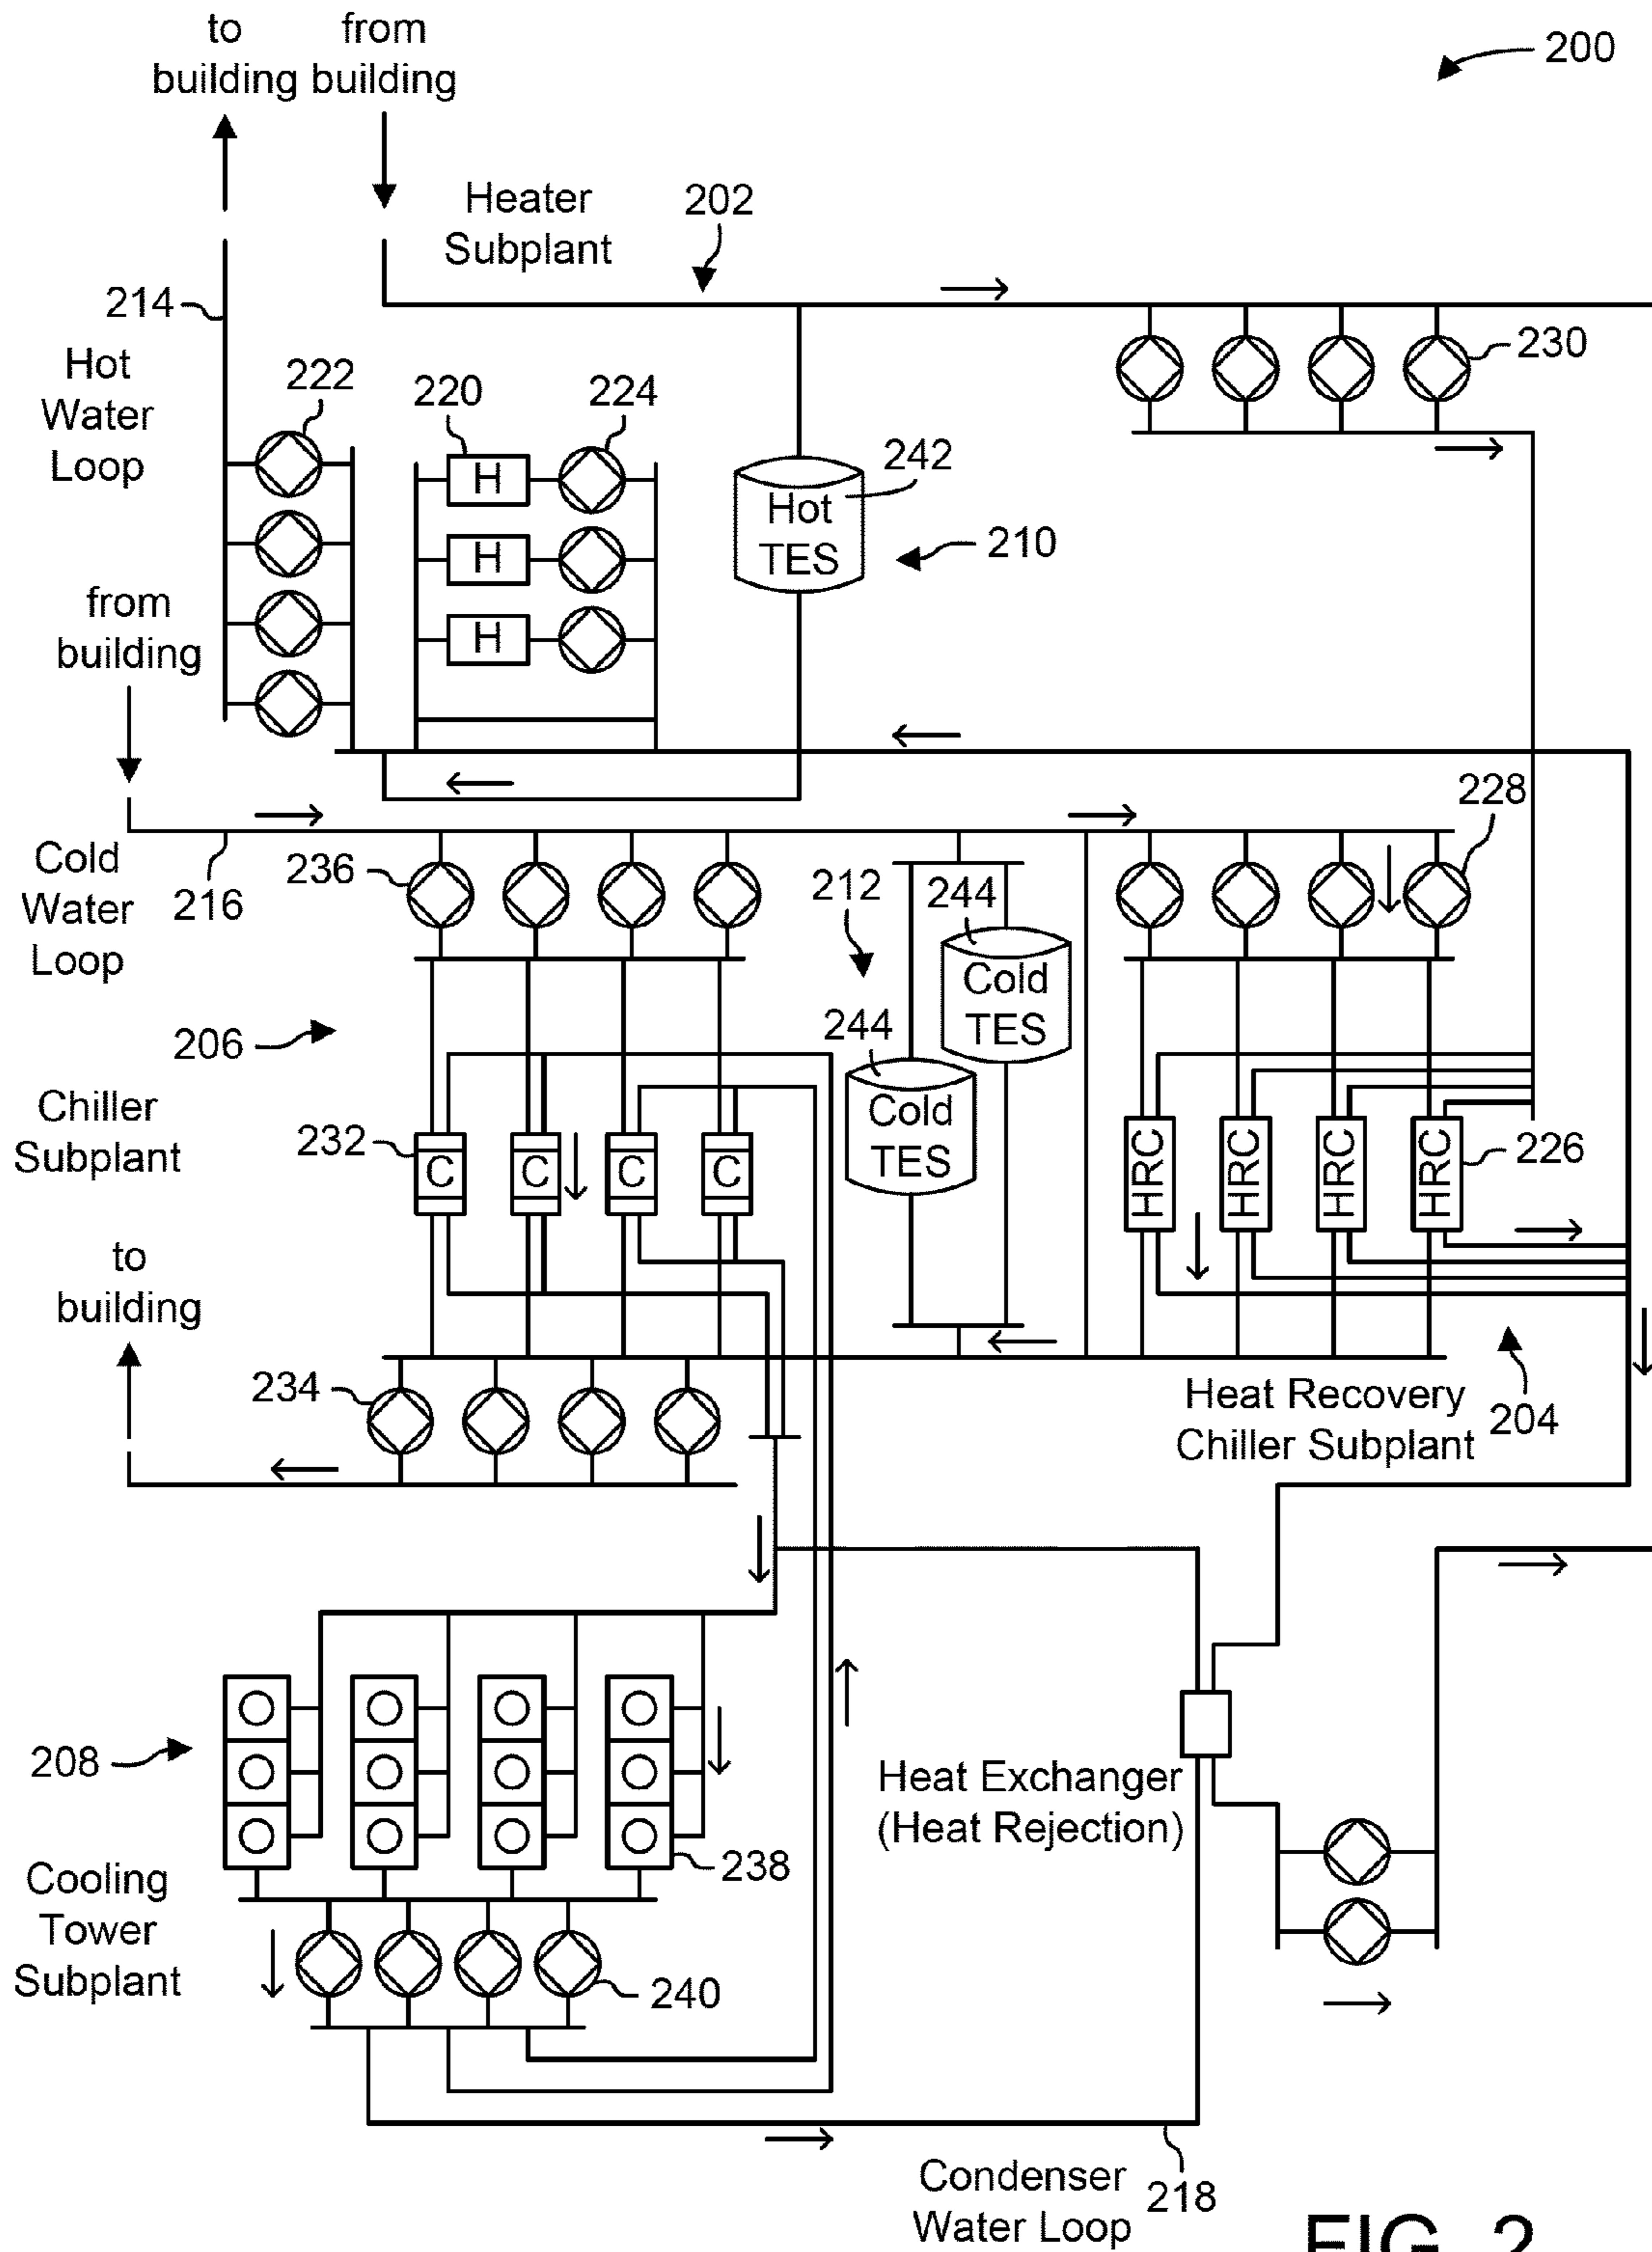 to
building
from
building
200
Heater
Subplant
202
214
Hot
Water
Loop
222
220
224
H
H
H
Hot
TES
242
210
230
from
building
228
Cold
Water
Loop
216
236
212
244
Cold
TES
244
Cold
TES
206
Chiller
Subplant
232
C
C
C
C
HRC
HRC
HRC
HRC
226
to
building
234
Heat Recovery
Chiller Subplant
204
208
Heat Exchanger
(Heat Rejection)
238
Cooling
Tower
Subplant
240
Condenser
Water Loop
218
FIG. 2